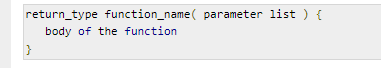 return_type function_name( parameter list ) {
   body of the function
}